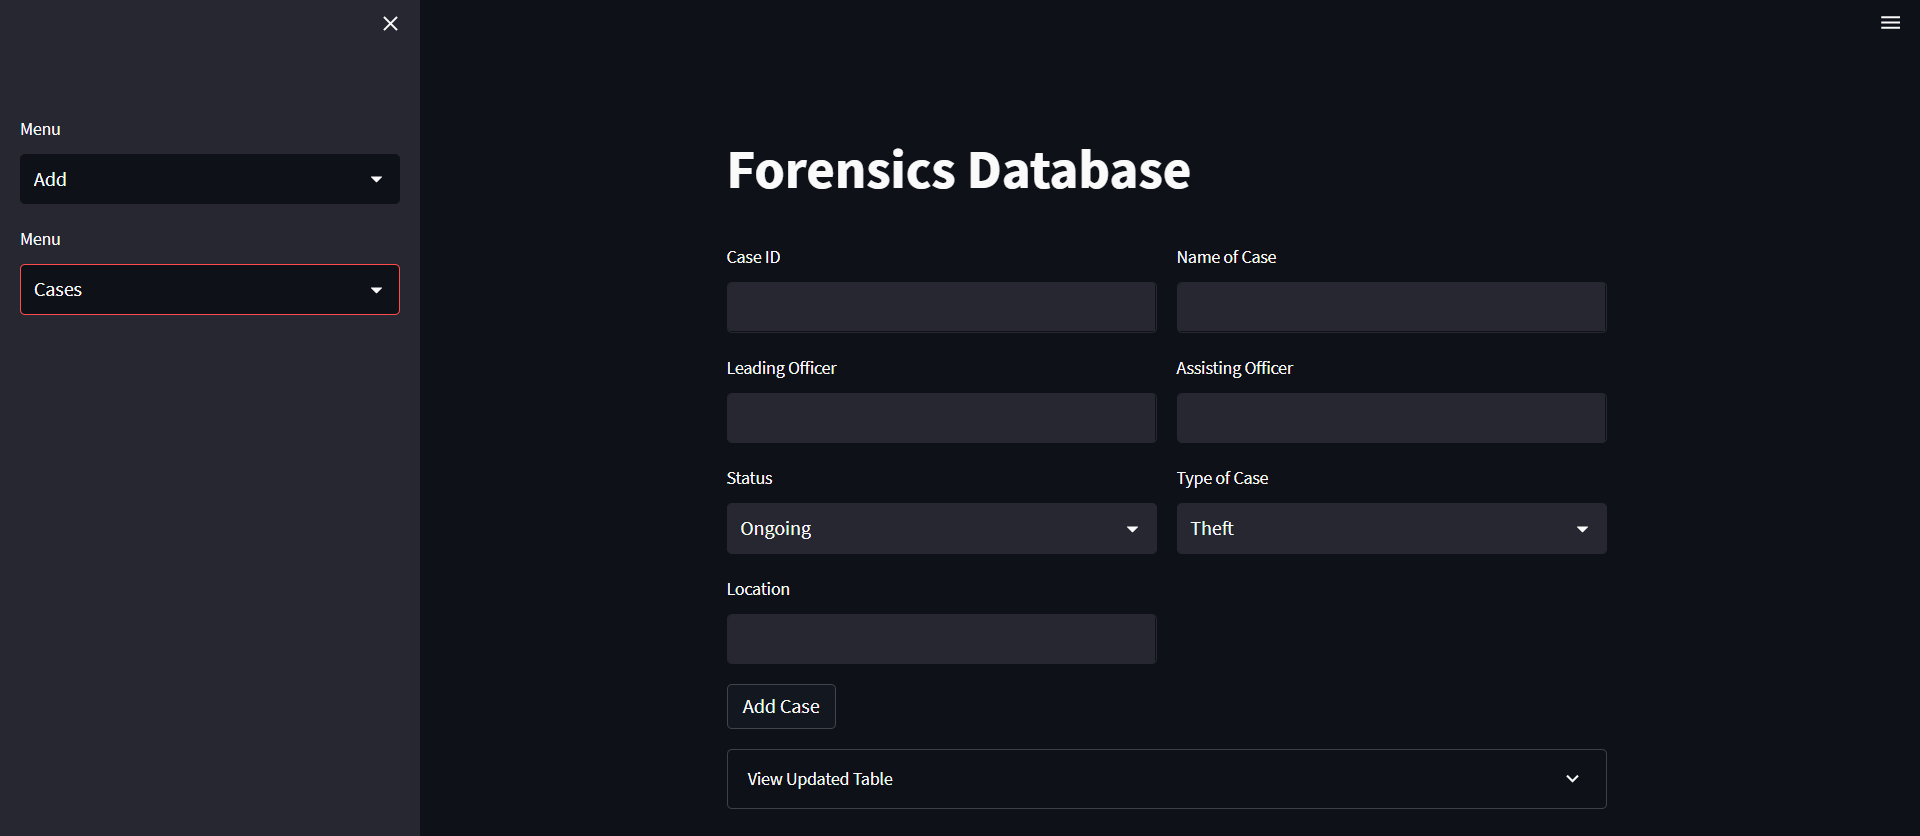 Menu
Add
Menu
Cases
Forensics Database
Case ID
Name of Case
Leading Officer
Assisting Officer
Status
Type of Case
Ongoing
Theft
Location
Add Case
View Updated Table